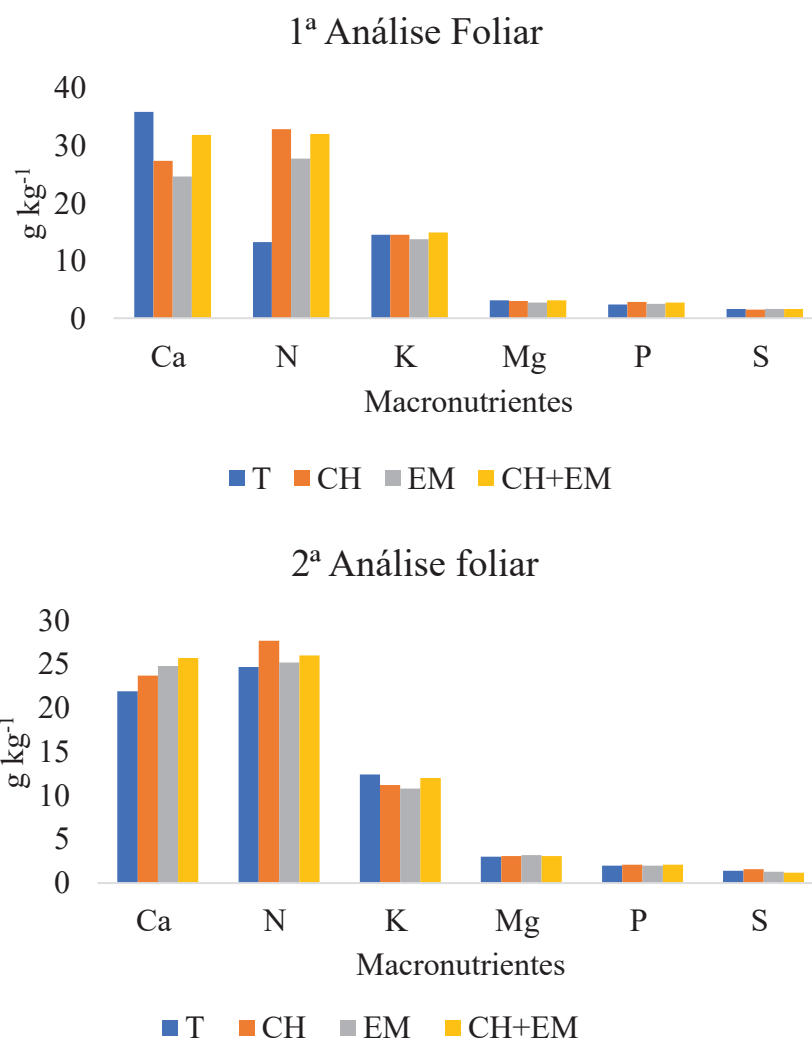 1ª Análise Foliar
40
30
20
10
0
g kg-1
Ca N K Mg P S
Macronutrientes
T CH EM CH+EM
2ª Análise foliar
30
25
20
15
10
5
0
g kg-1
Ca N K Mg P S
Macronutrientes
T CH EM CH+EM